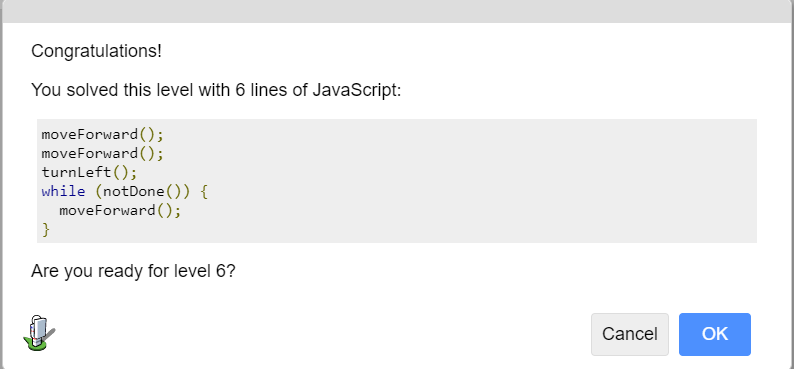 Congratulations!
You solved this level with 6 lines of JavaScript:
moveForward();
moveForward();
turnLeft();
while (notDone()) {
  moveForward();
}
Are you ready for level 6?
Cancel
OK